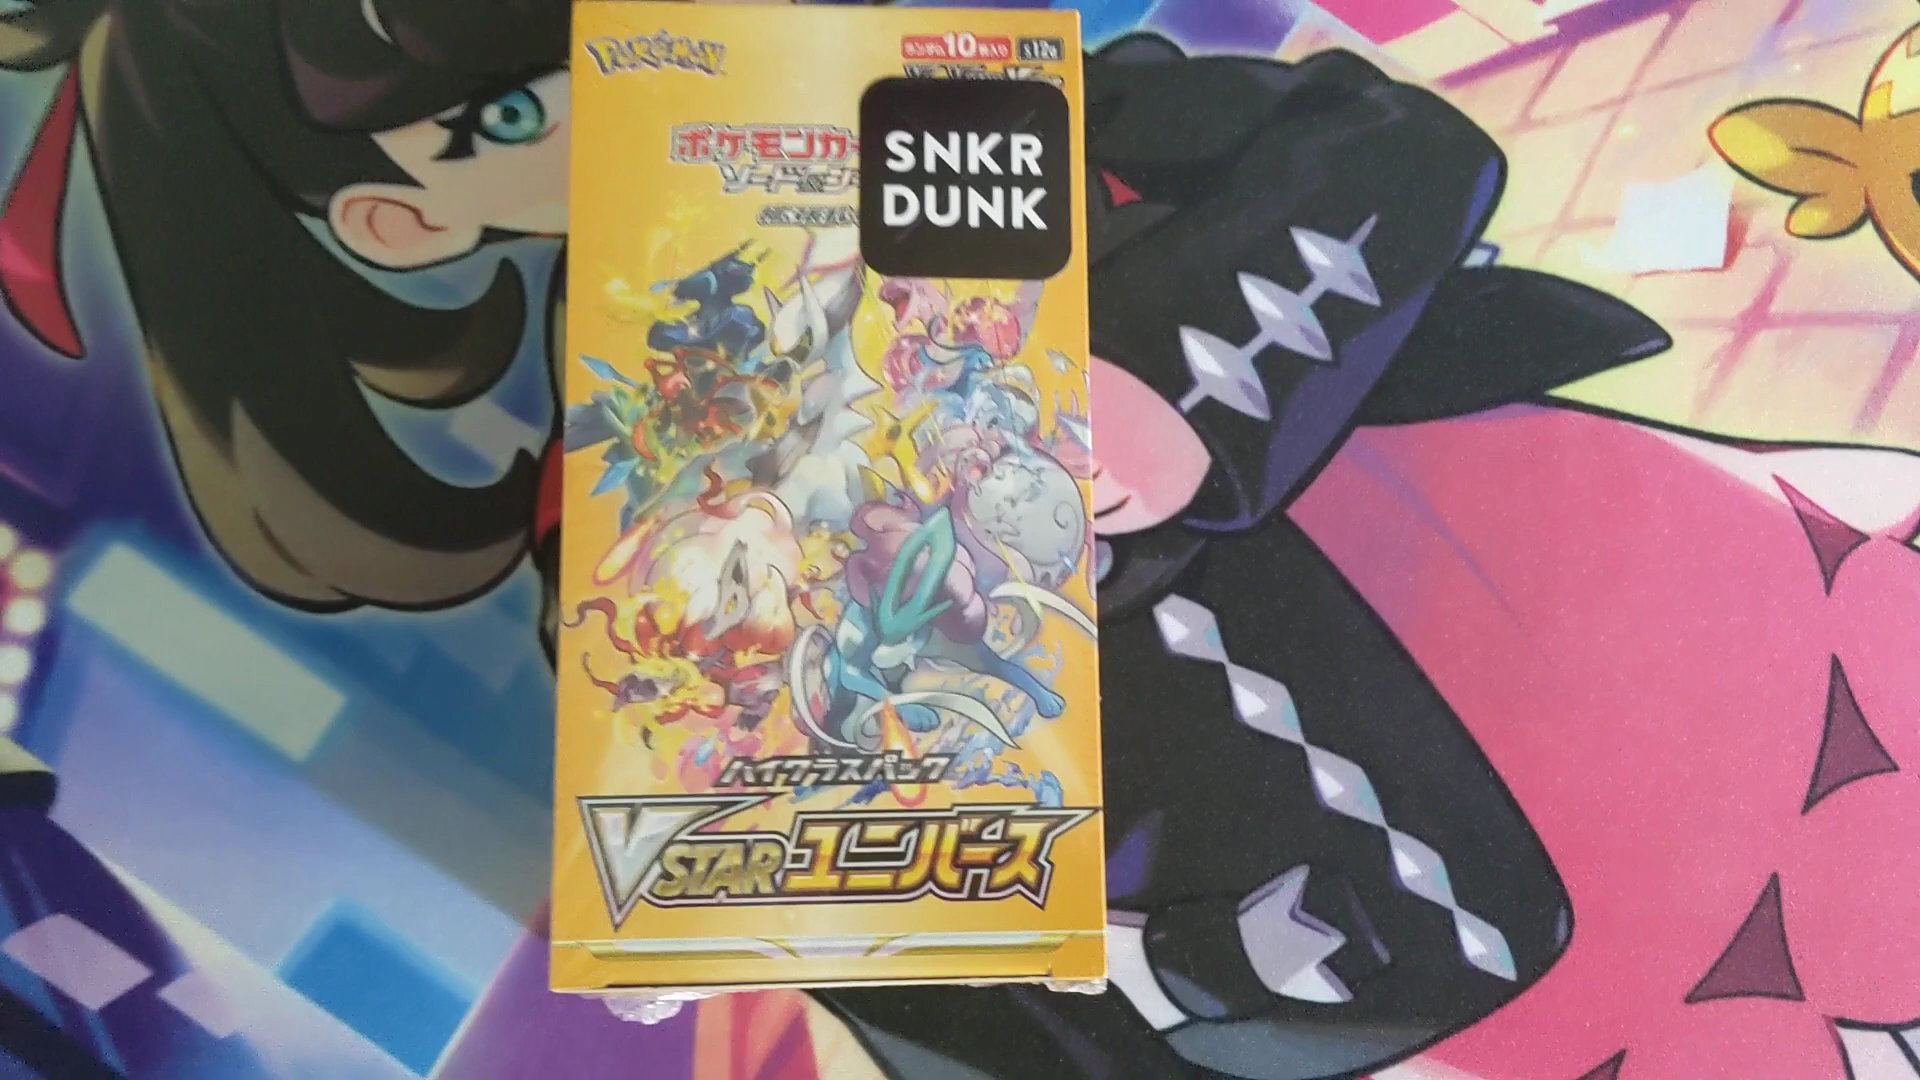 Pokémon
ランダム10枚入り s12a
ポケモンカー
ソード&シ
SNKR
DUNK
ハイクラスパック
VSTARユニバース